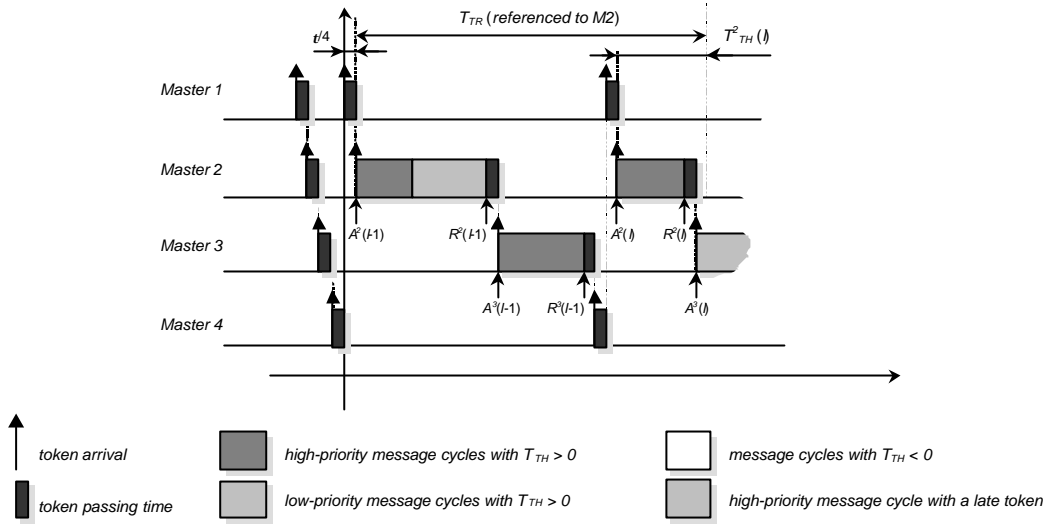 T_TR (referenced to M2)
t/4
T²_TH (l)
Master 1
Master 2
A²(l-1)
R²(l-1)
A²(l)
R²(l)
Master 3
A³(l-1)
R³(l-1)
A³(l)
Master 4
token arrival
high-priority message cycles with T_TH > 0
message cycles with T_TH < 0
token passing time
low-priority message cycles with T_TH > 0
high-priority message cycle with a late token